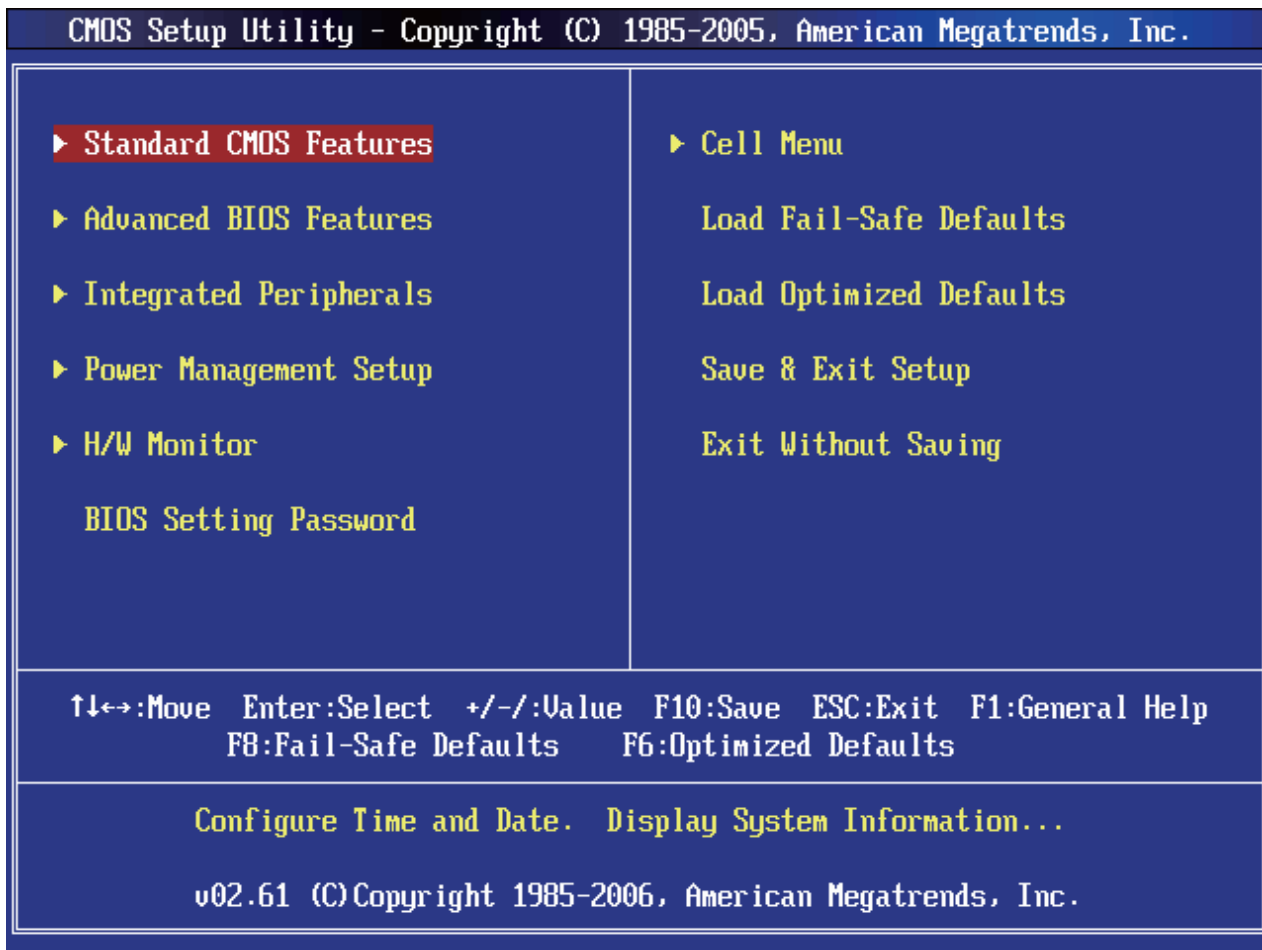 CMOS Setup Utility - Copyright (C) 1985-2005, American Megatrends, Inc.
Standard CMOS Features
Advanced BIOS Features
Integrated Peripherals
Power Management Setup
H/W Monitor
BIOS Setting Password
Cell Menu
Load Fail-Safe Defaults
Load Optimized Defaults
Save & Exit Setup
Exit Without Saving
↑↓←→:Move Enter:Select +/-/:Value F10:Save ESC:Exit F1:General Help
F8:Fail-Safe Defaults F6:Optimized Defaults
Configure Time and Date. Display System Information...
v02.61 (C)Copyright 1985-2006, American Megatrends, Inc.